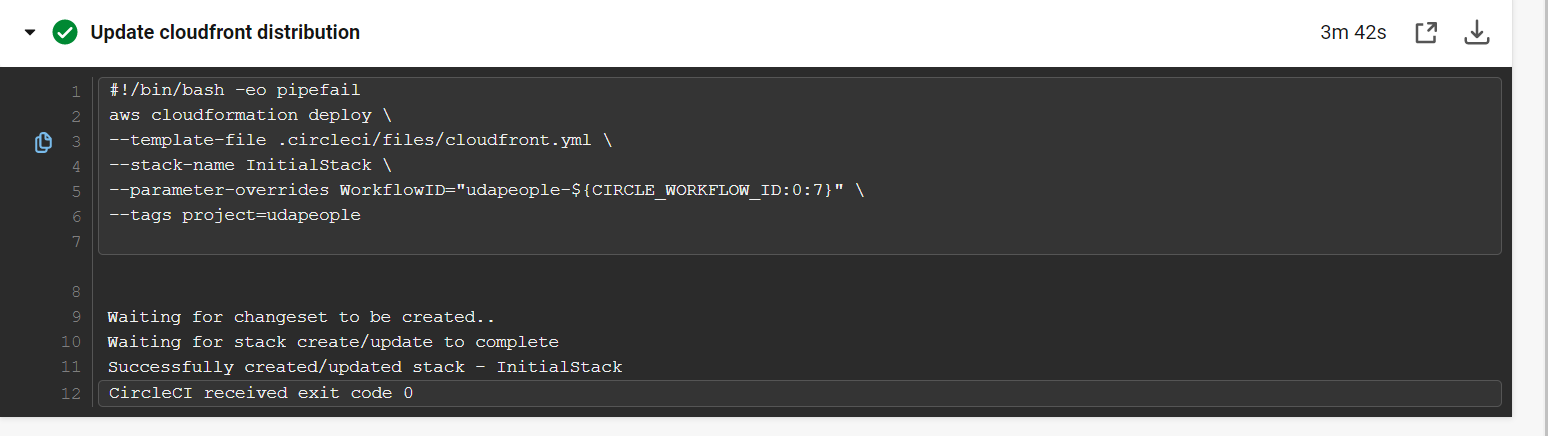 Update cloudfront distribution 3m 42s
1 #!/bin/bash -eo pipefail
2 aws cloudformation deploy \
3 --template-file .circleci/files/cloudfront.yml \
4 --stack-name InitialStack \
5 --parameter-overrides WorkflowID="udapeople-${CIRCLE_WORKFLOW_ID:0:7}" \
6 --tags project=udapeople
7
8
9 Waiting for changeset to be created..
10 Waiting for stack create/update to complete
11 Successfully created/updated stack - InitialStack
12 CircleCI received exit code 0